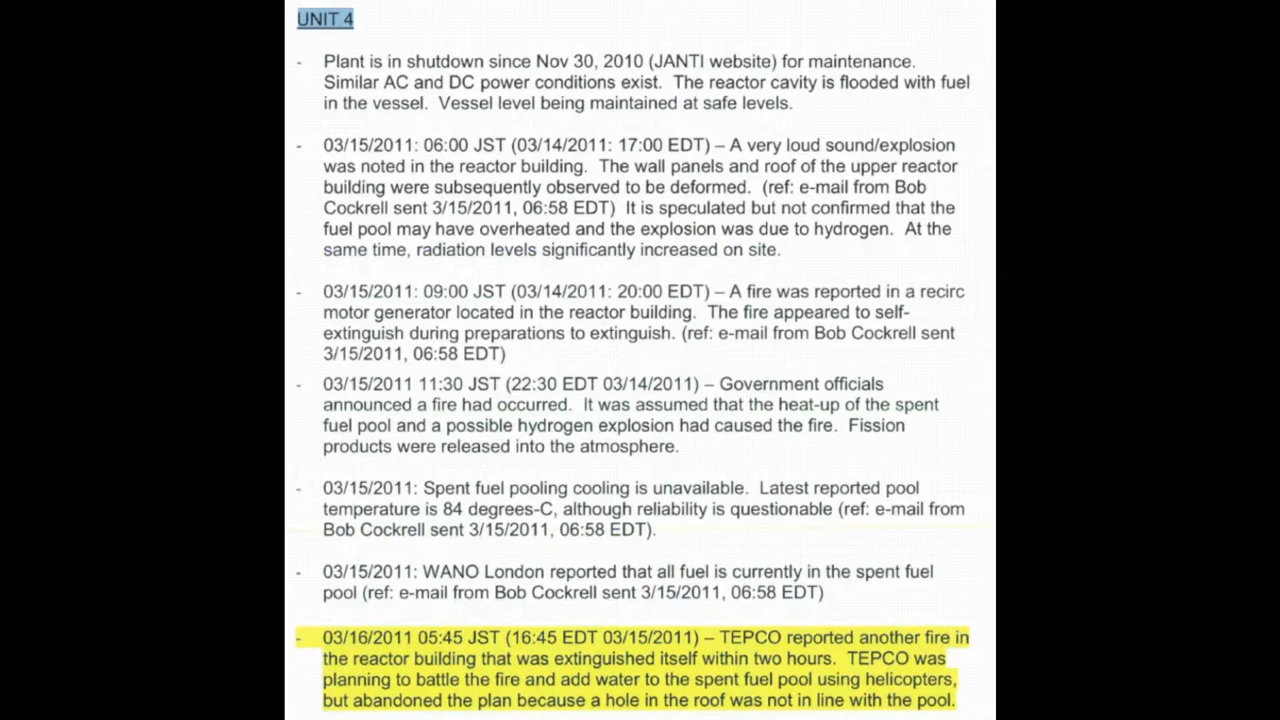 UNIT 4
- Plant is in shutdown since Nov 30, 2010 (JANTI website) for maintenance.
Similar AC and DC power conditions exist. The reactor cavity is flooded with fuel
in the vessel. Vessel level being maintained at safe levels.
- 03/15/2011: 06:00 JST (03/14/2011: 17:00 EDT) – A very loud sound/explosion
was noted in the reactor building. The wall panels and roof of the upper reactor
building were subsequently observed to be deformed. (ref: e-mail from Bob
Cockrell sent 3/15/2011, 06:58 EDT) It is speculated but not confirmed that the
fuel pool may have overheated and the explosion was due to hydrogen. At the
same time, radiation levels significantly increased on site.
- 03/15/2011: 09:00 JST (03/14/2011: 20:00 EDT) – A fire was reported in a recirc
motor generator located in the reactor building. The fire appeared to self-
extinguish during preparations to extinguish. (ref: e-mail from Bob Cockrell sent
3/15/2011, 06:58 EDT)
- 03/15/2011 11:30 JST (22:30 EDT 03/14/2011) – Government officials
announced a fire had occurred. It was assumed that the heat-up of the spent
fuel pool and a possible hydrogen explosion had caused the fire. Fission
products were released into the atmosphere.
- 03/15/2011: Spent fuel pooling cooling is unavailable. Latest reported pool
temperature is 84 degrees-C, although reliability is questionable (ref: e-mail from
Bob Cockrell sent 3/15/2011, 06:58 EDT).
- 03/15/2011: WANO London reported that all fuel is currently in the spent fuel
pool (ref: e-mail from Bob Cockrell sent 3/15/2011, 06:58 EDT)
- 03/16/2011 05:45 JST (16:45 EDT 03/15/2011) – TEPCO reported another fire in
the reactor building that was extinguished itself within two hours. TEPCO was
planning to battle the fire and add water to the spent fuel pool using helicopters,
but abandoned the plan because a hole in the roof was not in line with the pool.